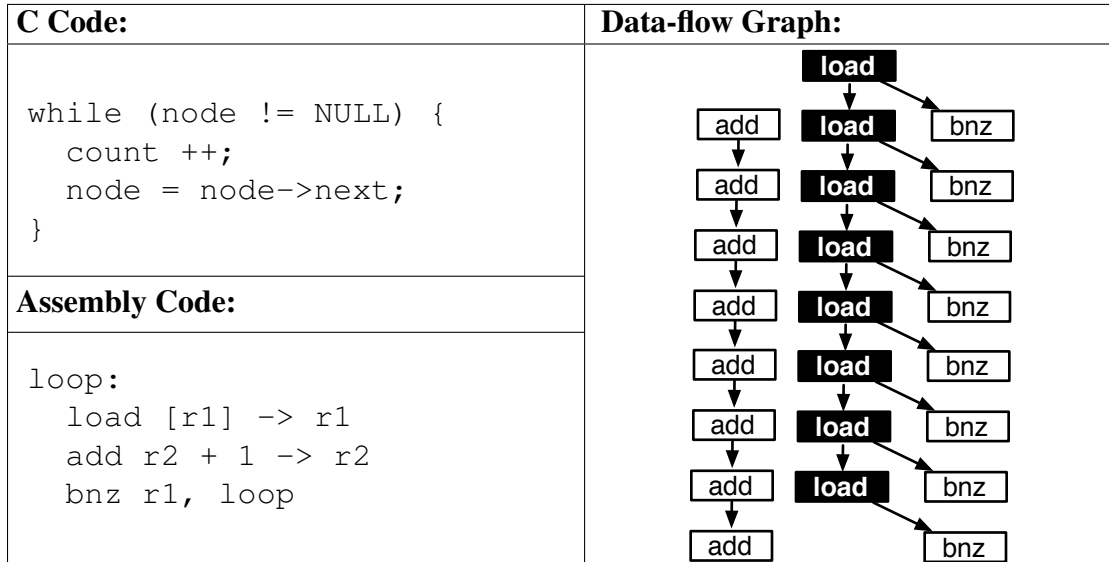 C Code:
while (node != NULL) {
count ++;
node = node->next;
}
Assembly Code:
loop:
load [r1] -> r1
add r2 + 1 -> r2
bnz r1, loop
Data-flow Graph:
load
add load bnz
add load bnz
add load bnz
add load bnz
add load bnz
add load bnz
add load bnz
add bnz